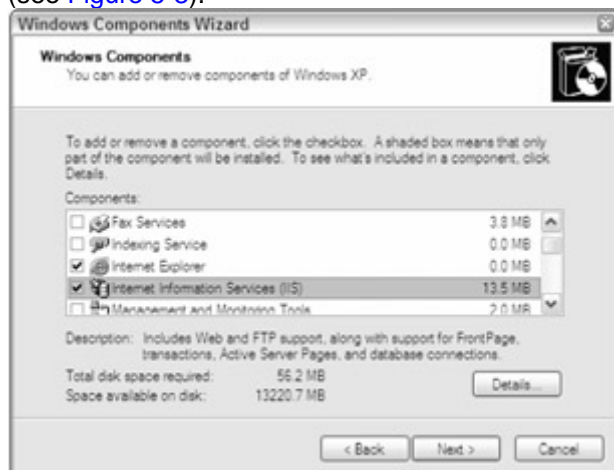 (see Figure
Windows Components Wizard
Windows Components
You can add or remove components of Windows XP.
To add or remove a component, click the checkbox. A shaded box means that only
part of the component will be installed. To see what's included in a component, click
Details.
Components:
Fax Services 3.8 MB
Indexing Service 0.0 MB
Internet Explorer 0.0 MB
Internet Information Services (IIS) 13.5 MB
Management and Monitoring Tools 2.0 MB
Description: Includes Web and FTP support, along with support for FrontPage,
transactions, Active Server Pages, and database connections.
Total disk space required: 56.2 MB
Space available on disk: 13220.7 MB
Details...
< Back
Next >
Cancel